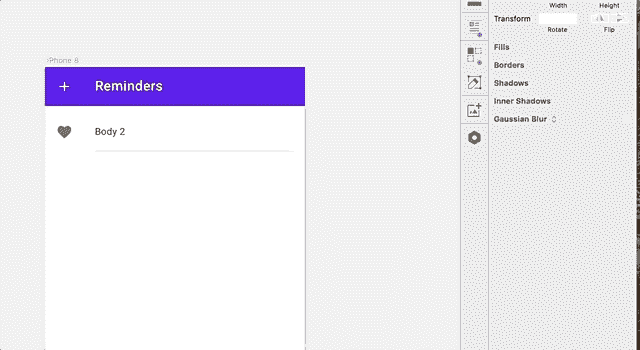 Width Height
Transform
Rotate Flip
iPhone 8
Fills
Reminders
Borders
Shadows
Inner Shadows
Gaussian Blur
Body 2